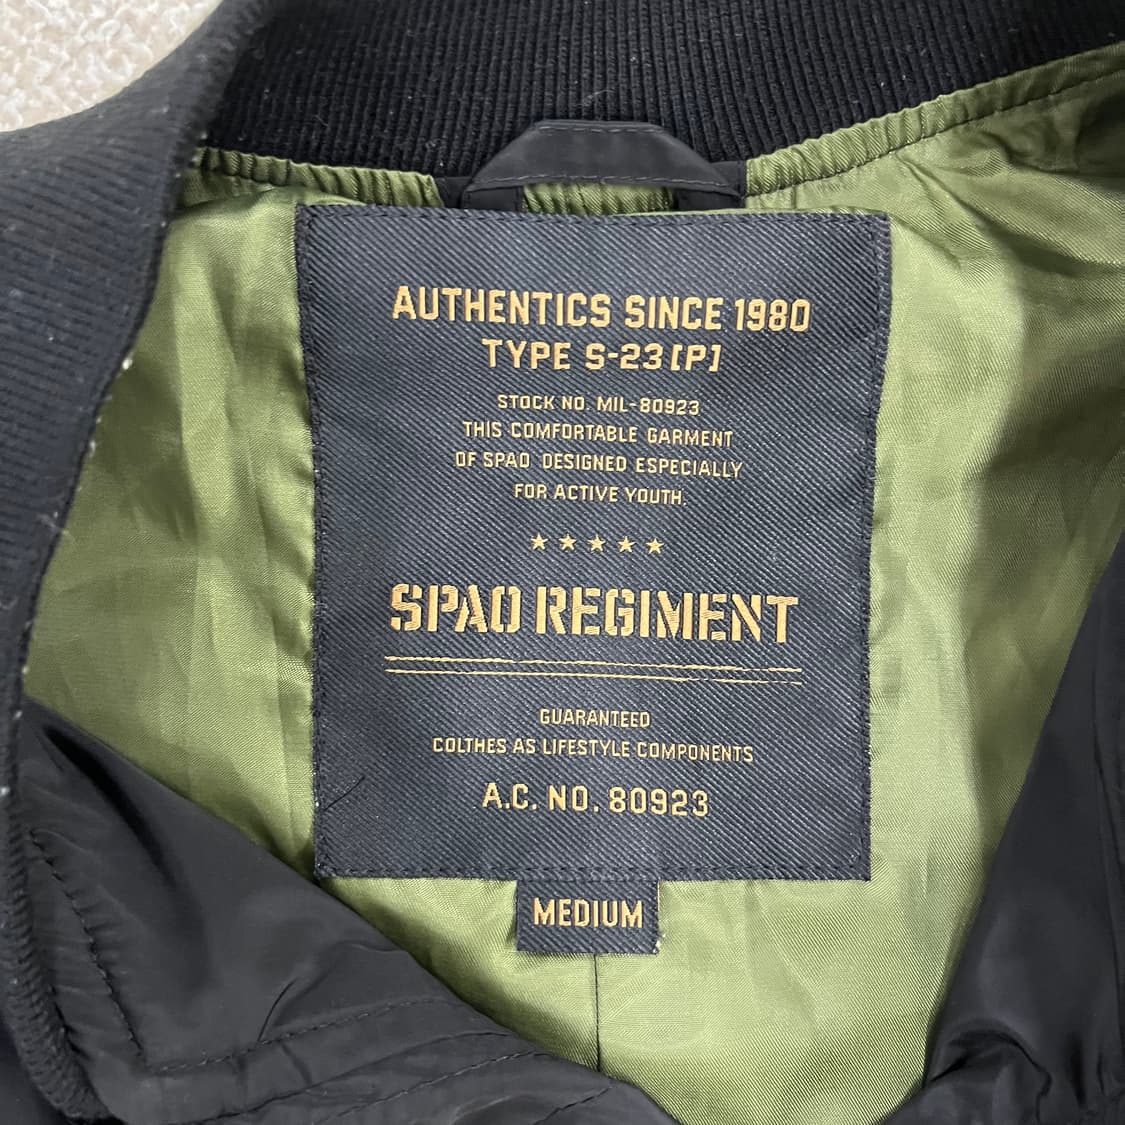 AUTHENTICS SINCE 1980
TYPE S-23 [P]
STOCK NO. MIL-80923
THIS COMFORTABLE GARMENT
OF SPAO DESIGNED ESPECIALLY
FOR ACTIVE YOUTH.
★ ★ ★ ★ ★
SPAO REGIMENT
GUARANTEED
COLTHES AS LIFESTYLE COMPONENTS
A.C. NO. 80923
MEDIUM